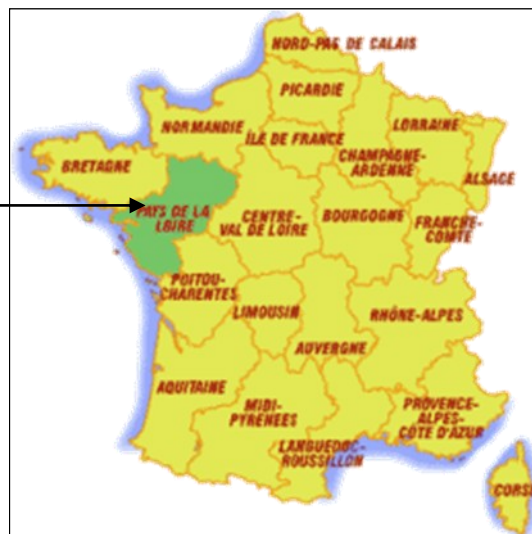 NORD-PAS DE CALAIS
PICARDIE
NORMANDIE
ÎLE DE FRANCE
LORRAINE
CHAMPAGNE-
ARDENNE
ALSACE
BRETAGNE
PAYS DE LA
LOIRE
CENTRE-
VAL DE LOIRE
BOURGOGNE
FRANCHE-
COMTÉ
POITOU-
CHARENTES
LIMOUSIN
RHÔNE-ALPES
AUVERGNE
AQUITAINE
MIDI-
PYRENEES
PROVENCE-
ALPES-
CÔTE D'AZUR
LANGUEDOC-
ROUSSILLON
CORSE